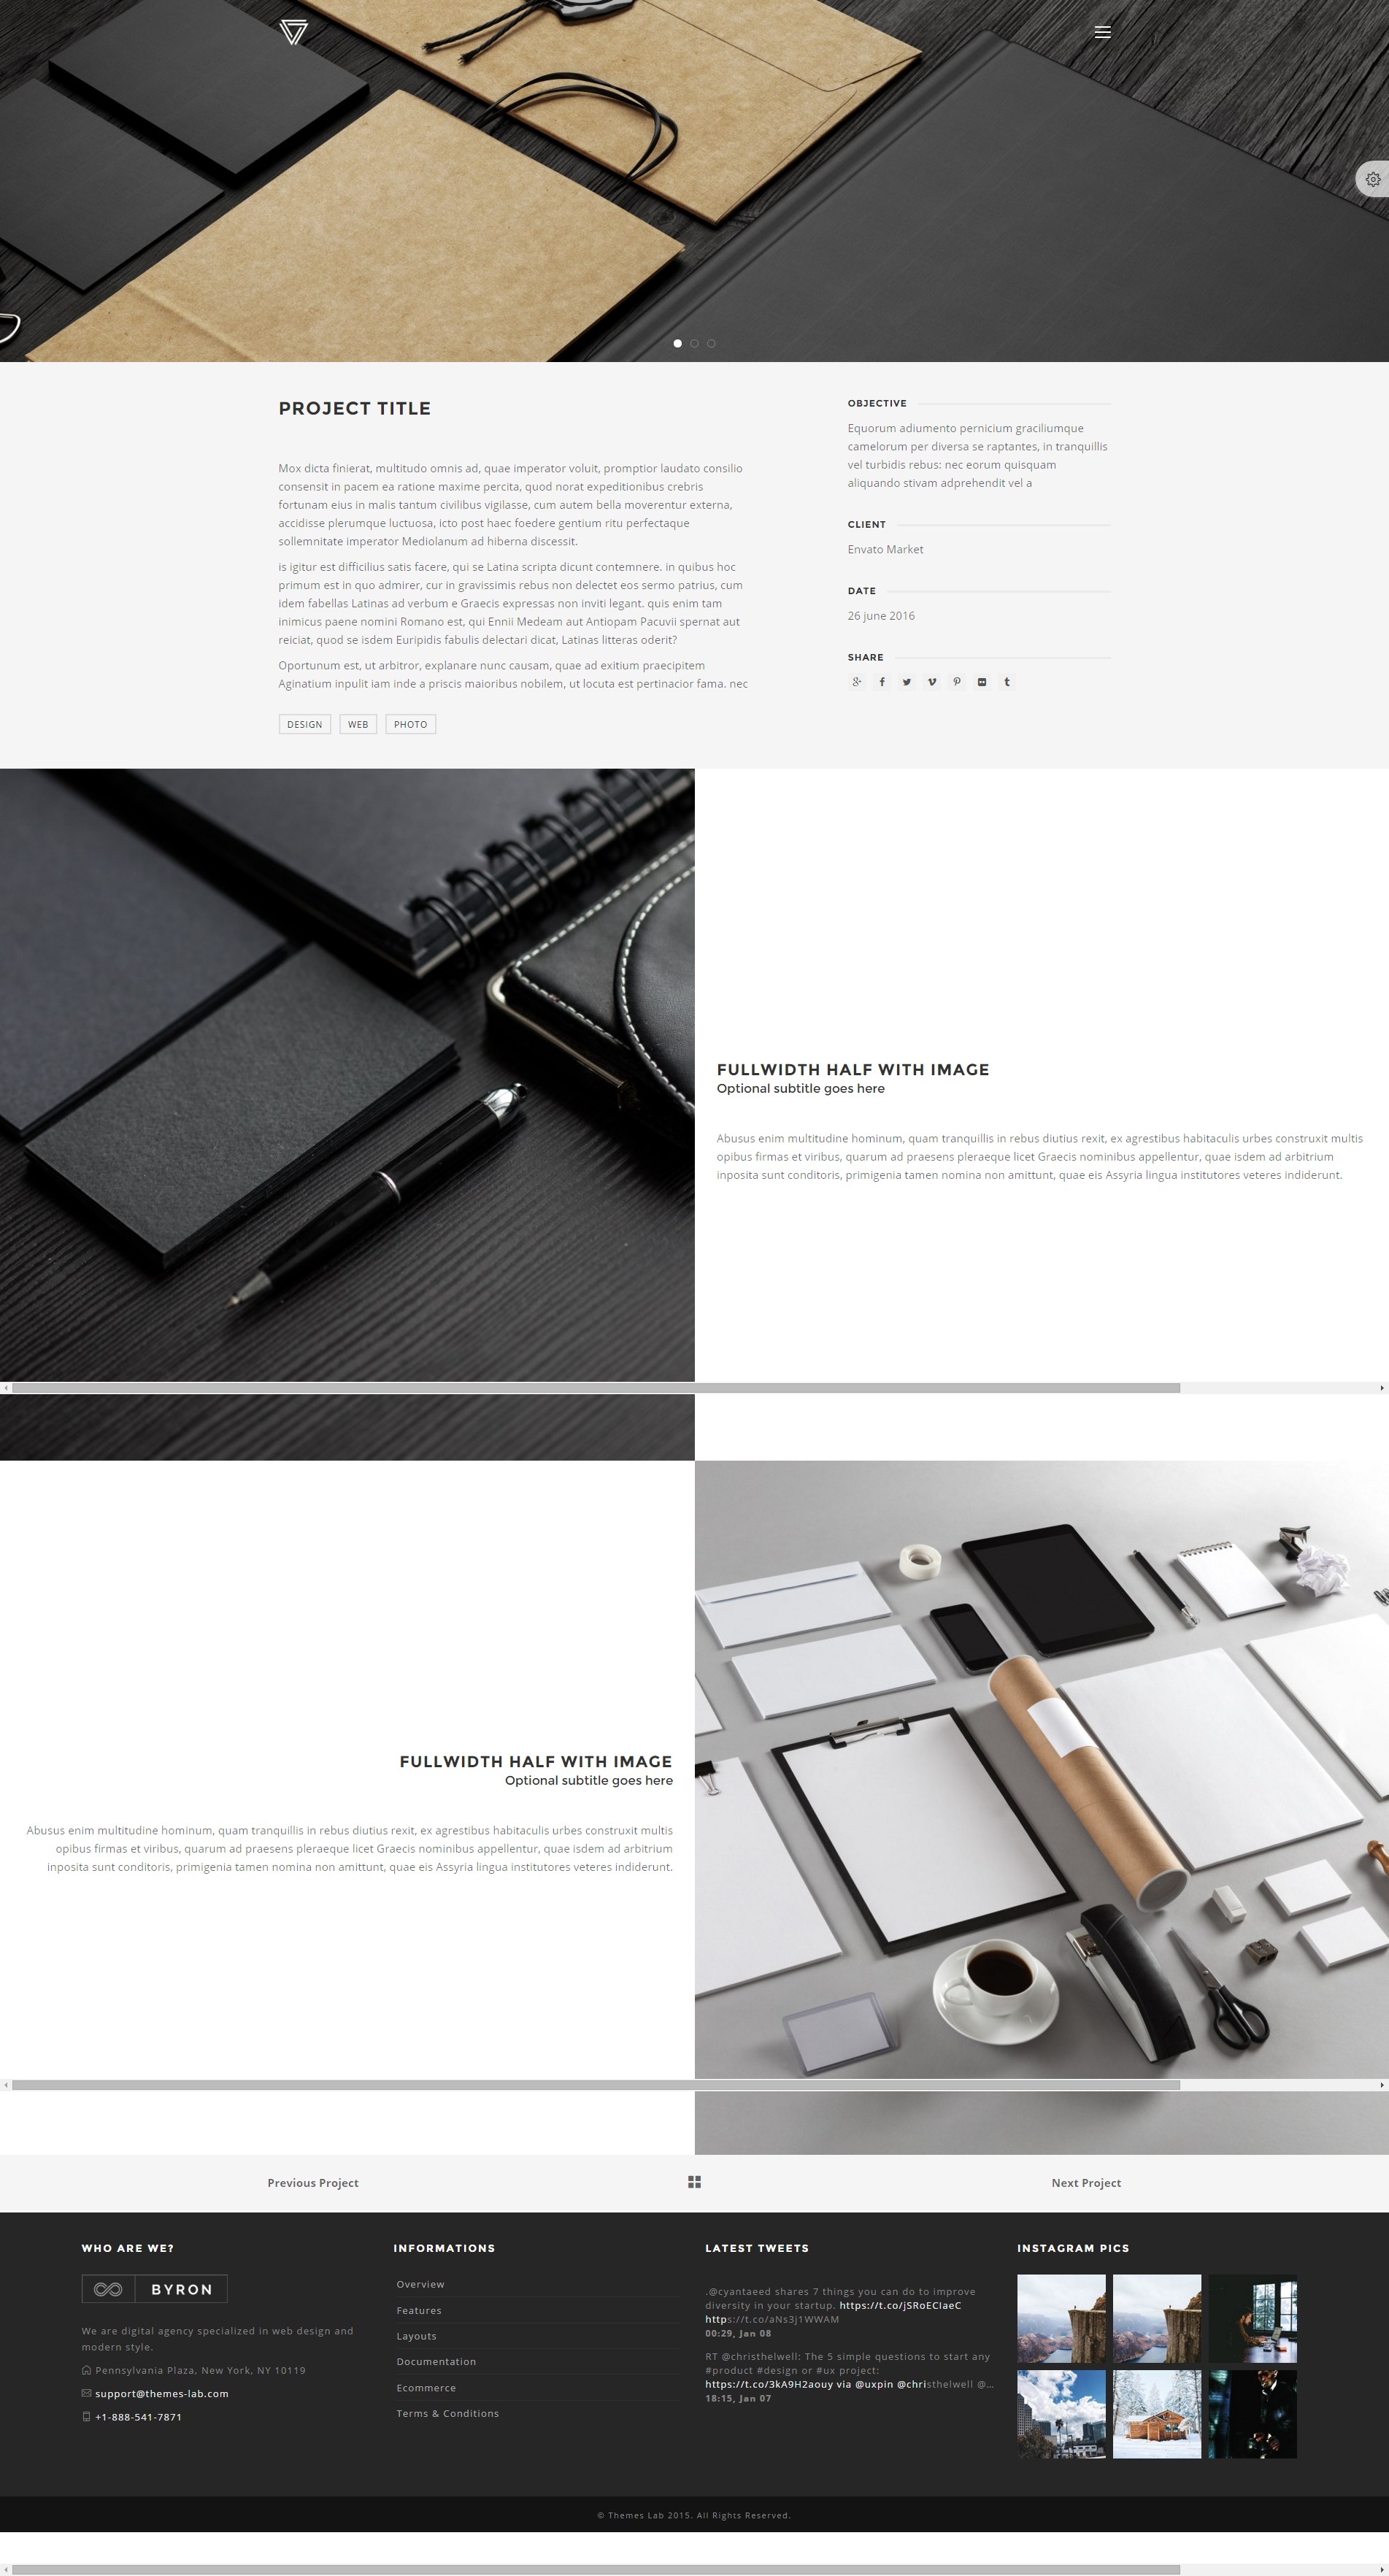 PROJECT TITLE
Mox dicta finierat, multitudo omnis ad, quae imperator voluit, promptior laudato consilio
consensit in pacem ea ratione maxime percita, quod norat expeditionibus crebris
fortunam eius in malis tantum civilibus vigilasse, cum autem bella moverentur externa,
accidisse plerumque luctuosa, icto post haec foedere gentium ritu perfectaque
sollemnitate imperator Mediolanum ad hiberna discessit.
is igitur est difficilius satis facere, qui se Latina scripta dicunt contemnere. in quibus hoc
primum est in quo admirer, cur in gravissimis rebus non delectet eos sermo patrius, cum
idem fabellas Latinas ad verbum e Graecis expressas non inviti legant. quis enim tam
inimicus paene nomini Romano est, qui Ennii Medeam aut Antiopam Pacuvii spernat aut
reiciat, quod se isdem Euripidis fabulis delectari dicat, Latinas litteras oderit?
Oportunum est, ut arbitror, explanare nunc causam, quae ad exitium praecipitem
Aginatium inpulit iam inde a priscis maioribus nobilem, ut locuta est pertinacior fama. nec
DESIGN WEB PHOTO
OBJECTIVE
Equorum adiumento pernicium graciliumque
camelorum per diversa se raptantes, in tranquillis
vel turbidis rebus: nec eorum quisquam
aliquando stivam adprehendit vel a
CLIENT
Envato Market
DATE
26 june 2016
SHARE
FULLWIDTH HALF WITH IMAGE
Optional subtitle goes here
Abusus enim multitudine hominum, quam tranquillis in rebus diutius rexit, ex agrestibus habitaculis urbes construxit multis
opibus firmas et viribus, quarum ad praesens pleraeque licet Graecis nominibus appellentur, quae isdem ad arbitrium
inposita sunt conditoris, primigenia tamen nomina non amittunt, quae eis Assyria lingua institutores veteres indiderunt.
FULLWIDTH HALF WITH IMAGE
Optional subtitle goes here
Abusus enim multitudine hominum, quam tranquillis in rebus diutius rexit, ex agrestibus habitaculis urbes construxit multis
opibus firmas et viribus, quarum ad praesens pleraeque licet Graecis nominibus appellentur, quae isdem ad arbitrium
inposita sunt conditoris, primigenia tamen nomina non amittunt, quae eis Assyria lingua institutores veteres indiderunt.
Previous Project
Next Project
WHO ARE WE?
BYRON
We are digital agency specialized in web design and
modern style.
Pennsylvania Plaza, New York, NY 10119
support@themes-lab.com
+1-888-541-7871
INFORMATIONS
Overview
Features
Layouts
Documentation
Ecommerce
Terms & Conditions
LATEST TWEETS
.@cyantaeed shares 7 things you can do to improve
diversity in your startup. https://t.co/jSRoECIaeC
https://t.co/aNs3j1WWAM
00:29, Jan 08
RT @christhelwell: The 5 simple questions to start any
#product #design or #ux project:
https://t.co/3kA9H2aouy via @uxpin @christhelwell @…
18:15, Jan 07
INSTAGRAM PICS
© Themes Lab 2015. All Rights Reserved.